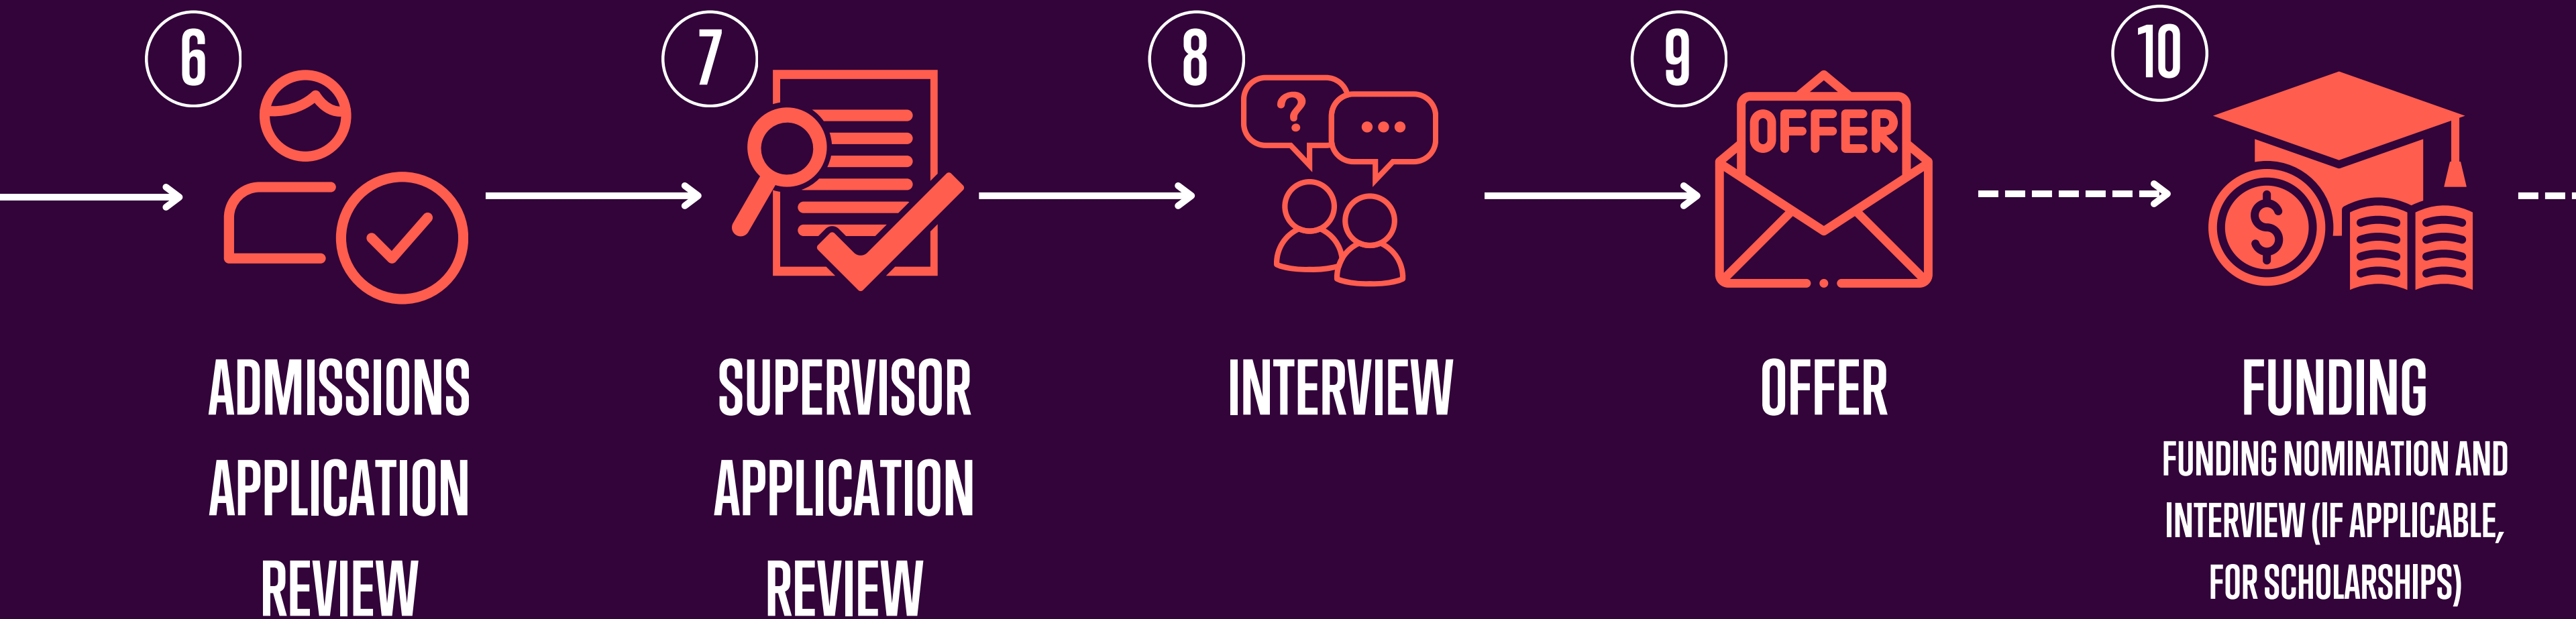 6
ADMISSIONS
APPLICATION
REVIEW
7
SUPERVISOR
APPLICATION
REVIEW
8
?
INTERVIEW
9
OFFER
OFFER
10
$
FUNDING
FUNDING NOMINATION AND
INTERVIEW (IF APPLICABLE,
FOR SCHOLARSHIPS)